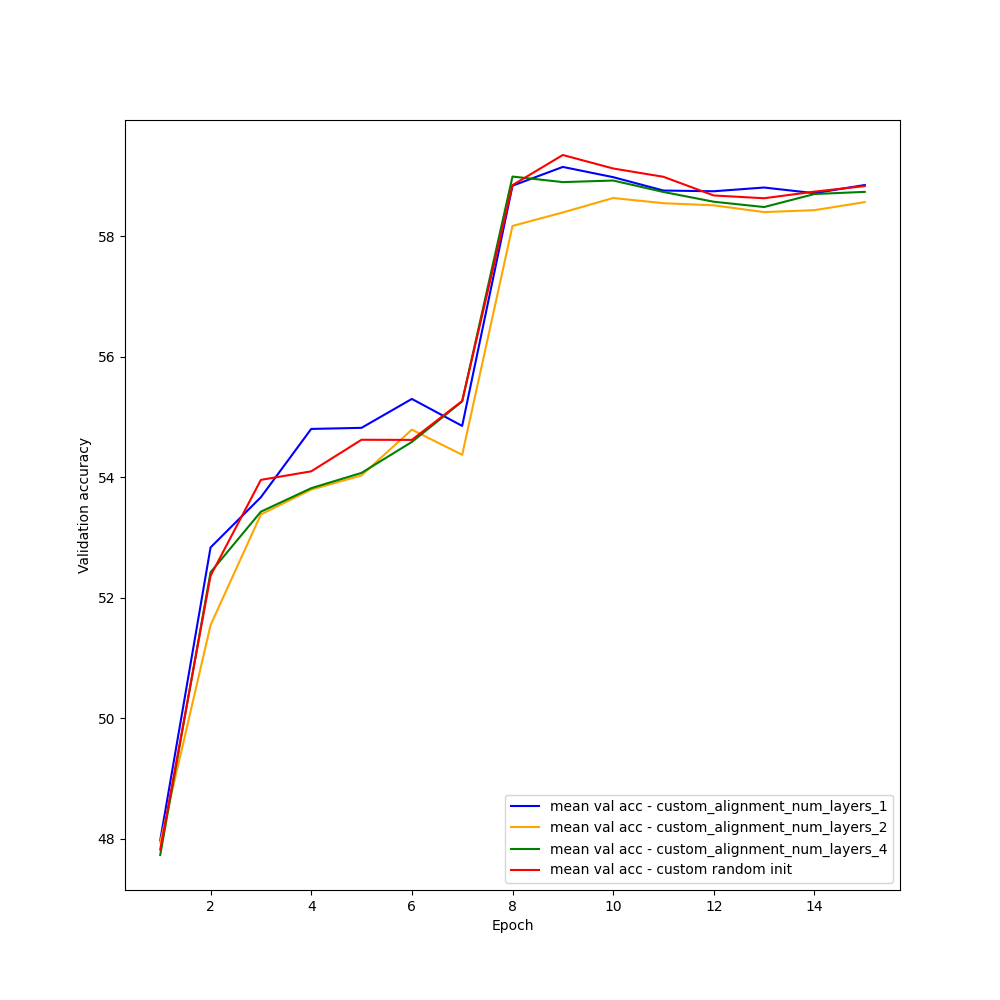 58
56
54
52
50
48
Validation accuracy
2 4 6 8 10 12 14
Epoch
mean val acc - custom_alignment_num_layers_1
mean val acc - custom_alignment_num_layers_2
mean val acc - custom_alignment_num_layers_4
mean val acc - custom random init